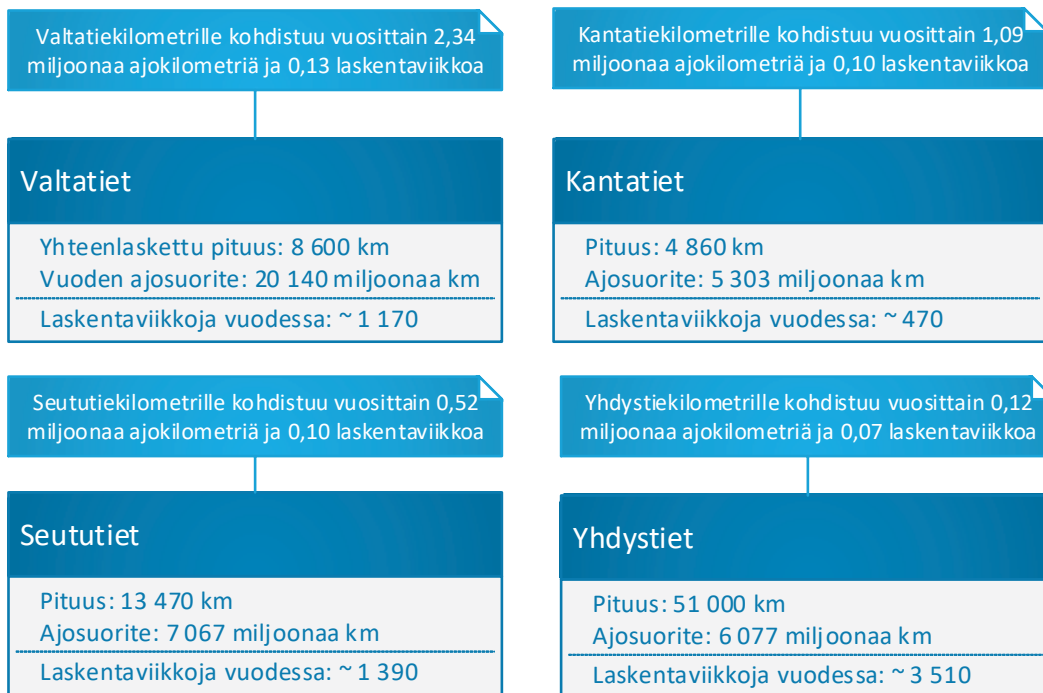 Valtatiekilometrille kohdistuu vuosittain 2,34
miljoonaa ajokilometriä ja 0,13 laskentaviikkoa
Valtatiet
Yhteenlaskettu pituus: 8 600 km
Vuoden ajosuorite: 20 140 miljoonaa km
Laskentaviikkoja vuodessa: ~ 1 170
Kantatiekilometrille kohdistuu vuosittain 1,09
miljoonaa ajokilometriä ja 0,10 laskentaviikkoa
Kantatiet
Pituus: 4 860 km
Ajosuorite: 5 303 miljoonaa km
Laskentaviikkoja vuodessa: ~ 470
Seututiekilometrille kohdistuu vuosittain 0,52
miljoonaa ajokilometriä ja 0,10 laskentaviikkoa
Seututiet
Pituus: 13 470 km
Ajosuorite: 7 067 miljoonaa km
Laskentaviikkoja vuodessa: ~ 1 390
Yhdystiekilometrille kohdistuu vuosittain 0,12
miljoonaa ajokilometriä ja 0,07 laskentaviikkoa
Yhdystiet
Pituus: 51 000 km
Ajosuorite: 6 077 miljoonaa km
Laskentaviikkoja vuodessa: ~ 3 510